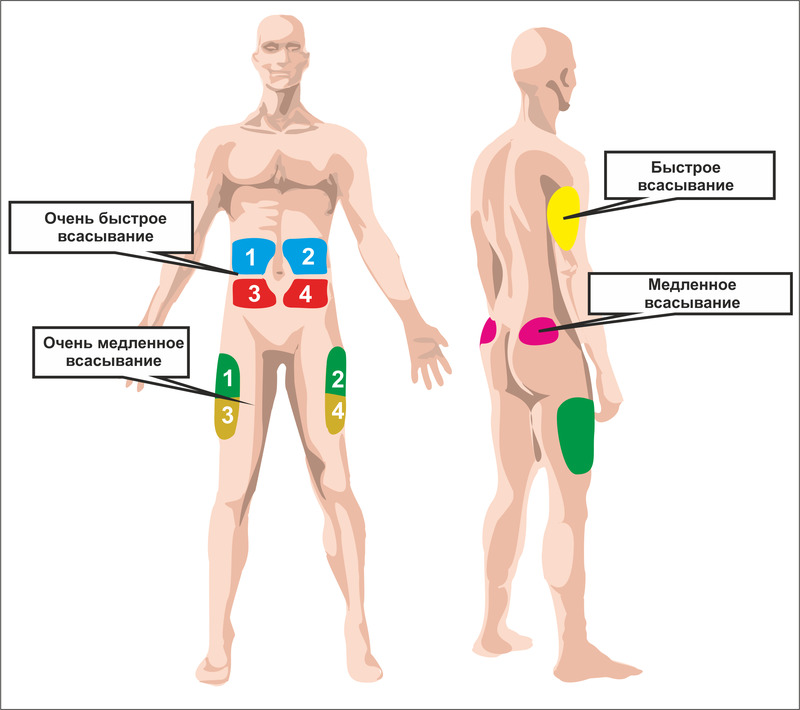 Быстрое
всасывание
Очень быстрое
всасывание
1 2
3 4
Медленное
всасывание
Очень медленное
всасывание
1 2
3 4